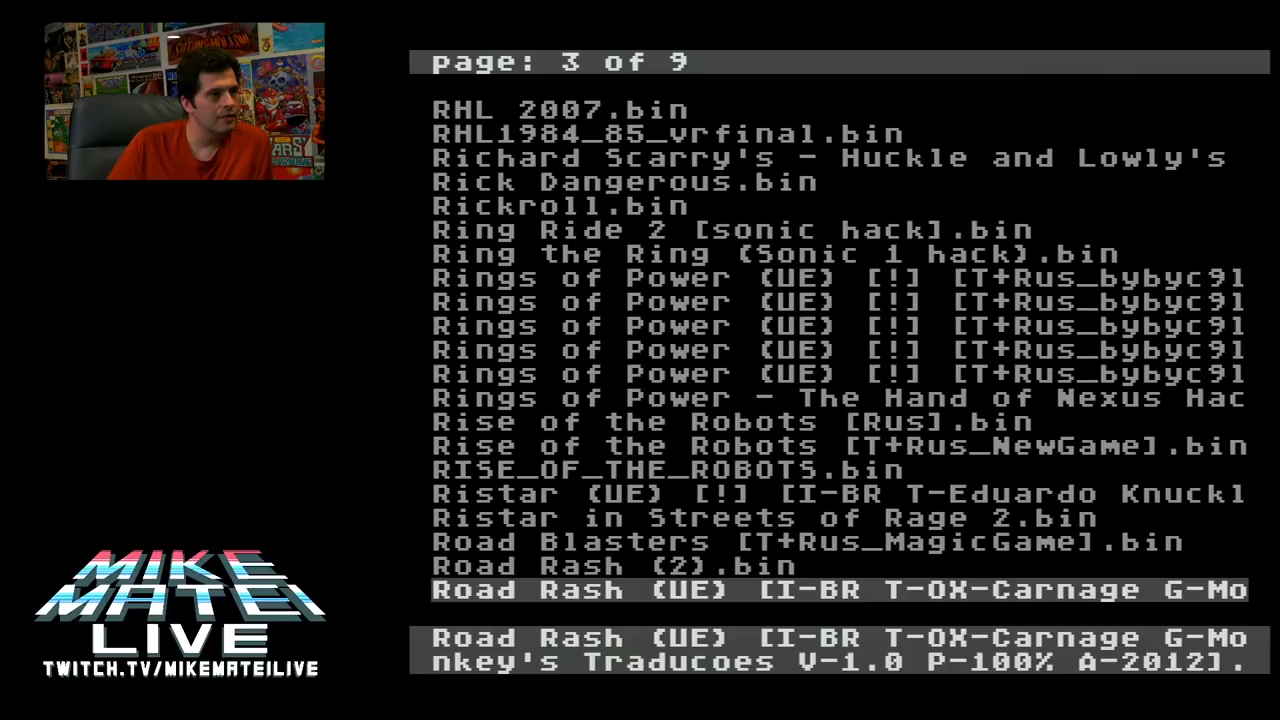 page: 3 of 9
RHL 2007.bin
RHL1984_85_vrfinal.bin
Richard Scarry's - Huckle and Lowly's
Rick Dangerous.bin
Rickroll.bin
Ring Ride 2 [sonic hack].bin
Ring the Ring (Sonic 1 hack).bin
Rings of Power (UE) [!] [T+Rus_bybyc9l
Rings of Power (UE) [!] [T+Rus_bybyc9l
Rings of Power (UE) [!] [T+Rus_bybyc9l
Rings of Power (UE) [!] [T+Rus_bybyc9l
Rings of Power (UE) [!] [T+Rus_bybyc9l
Rings of Power - The Hand of Nexus Hac
Rise of the Robots [Rus].bin
Rise of the Robots [T+Rus_NewGame].bin
RISE_OF_THE_ROBOTS.bin
Ristar (UE) [!] [I-BR T-Eduardo Knuckl
Ristar in Streets of Rage 2.bin
Road Blasters [T+Rus_MagicGame].bin
Road Rash (2).bin
Road Rash (UE) [I-BR T-OX-Carnage G-Mo
Road Rash (UE) [I-BR T-OX-Carnage G-Mo
nkey's Traducoes V-1.0 P-100% A-2012].
MIKE
MATEI
LIVE
TWITCH.TV/MIKEMATEILIVE